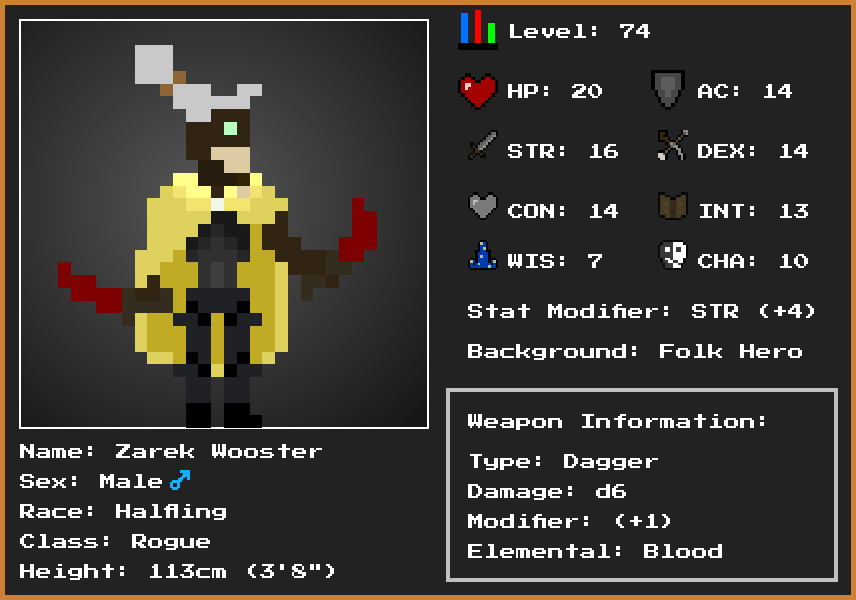 Level: 74
HP: 20 AC: 14
STR: 16 DEX: 14
CON: 14 INT: 13
WIS: 7 CHA: 10
Stat Modifier: STR (+4)
Background: Folk Hero
Weapon Information:
Type: Dagger
Damage: d6
Modifier: (+1)
Elemental: Blood
Name: Zarek Wooster
Sex: Male♂
Race: Halfling
Class: Rogue
Height: 113cm (3'8")